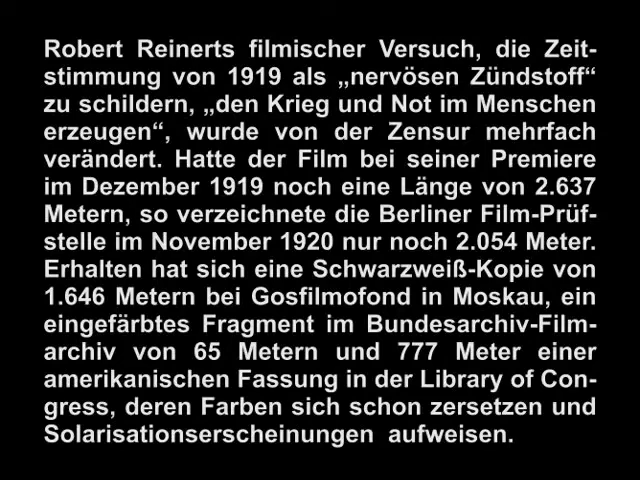 Robert Reinerts filmischer Versuch, die Zeit-
stimmung von 1919 als „nervösen Zündstoff“
zu schildern, „den Krieg und Not im Menschen
erzeugen“, wurde von der Zensur mehrfach
verändert. Hatte der Film bei seiner Premiere
im Dezember 1919 noch eine Länge von 2.637
Metern, so verzeichnete die Berliner Film-Prüf-
stelle im November 1920 nur noch 2.054 Meter.
Erhalten hat sich eine Schwarzweiß-Kopie von
1.646 Metern bei Gosfilmofond in Moskau, ein
eingefärbtes Fragment im Bundesarchiv-Film-
archiv von 65 Metern und 777 Meter einer
amerikanischen Fassung in der Library of Con-
gress, deren Farben sich schon zersetzen und
Solarisationserscheinungen aufweisen.